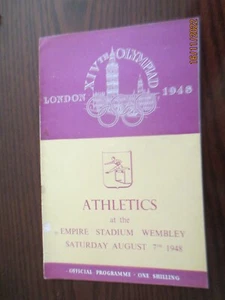 XIVTH OLYMPIAD
LONDON 1948
ATHLETICS
at the
EMPIRE STADIUM WEMBLEY
SATURDAY AUGUST 7TH 1948
OFFICIAL PROGRAMME · ONE SHILLING